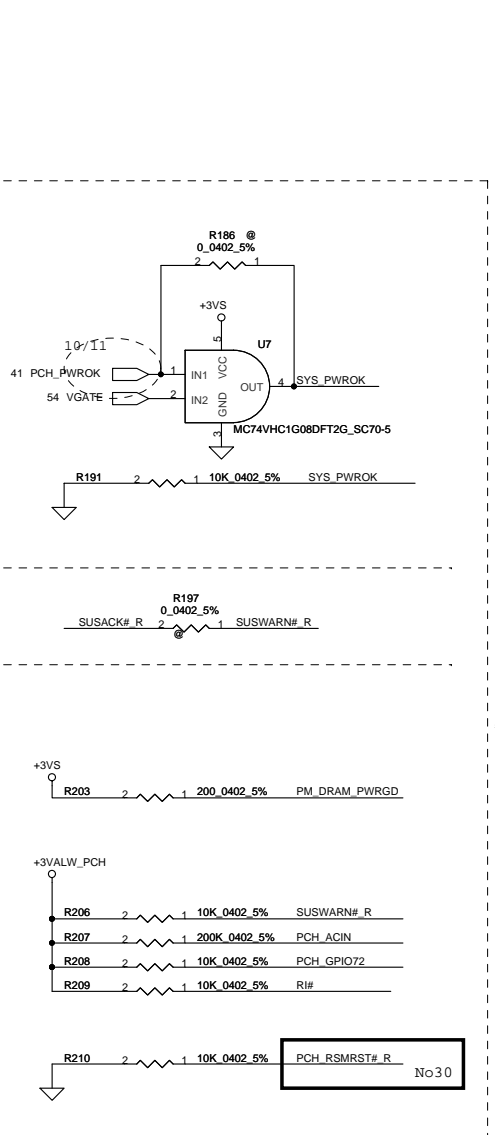 R186 @
0_0402_5%
2 1
+3VS
10/11
U7
5
VCC
41 PCH_PWROK 1 IN1
OUT 4 SYS_PWROK
54 VGATE 2 IN2
GND
3
MC74VHC1G08DFT2G_SC70-5
R191 2 1 10K_0402_5% SYS_PWROK
R197
0_0402_5%
SUSACK#_R 2 1 SUSWARN#_R
@
+3VS
R203 2 1 200_0402_5% PM_DRAM_PWRGD
+3VALW_PCH
R206 2 1 10K_0402_5% SUSWARN#_R
R207 2 1 200K_0402_5% PCH_ACIN
R208 2 1 10K_0402_5% PCH_GPIO72
R209 2 1 10K_0402_5% RI#
R210 2 1 10K_0402_5% PCH_RSMRST#_R
No30